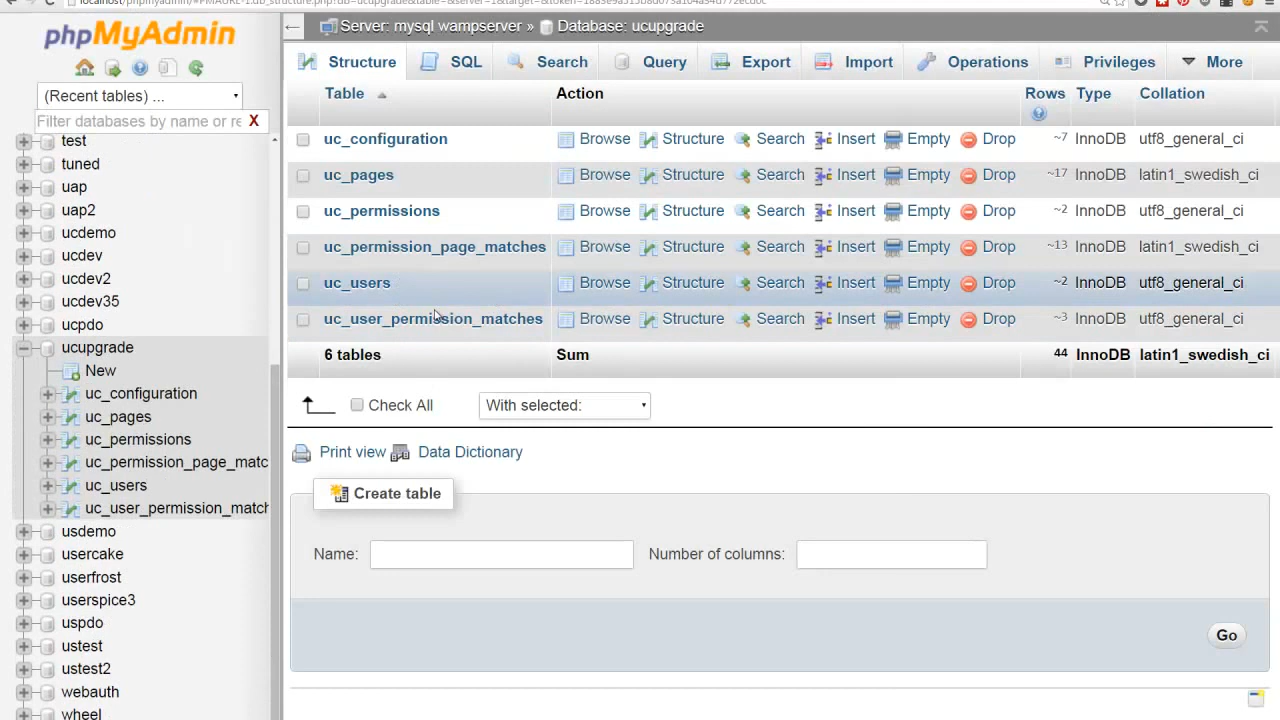 phpMyAdmin
(Recent tables) ...
Filter databases by name or re X
test
tuned
uap
uap2
ucdemo
ucdev
ucdev2
ucdev35
ucpdo
ucupgrade
New
uc_configuration
uc_pages
uc_permissions
uc_permission_page_matc
uc_users
uc_user_permission_match
usdemo
usercake
userfrost
userspice3
uspdo
ustest
ustest2
webauth
wheel
Server: mysql wampserver » Database: ucupgrade
Structure SQL Search Query Export Import Operations Privileges More
Table Action Rows Type Collation
uc_configuration Browse Structure Search Insert Empty Drop ~7 InnoDB utf8_general_ci
uc_pages Browse Structure Search Insert Empty Drop ~17 InnoDB latin1_swedish_ci
uc_permissions Browse Structure Search Insert Empty Drop ~2 InnoDB utf8_general_ci
uc_permission_page_matches Browse Structure Search Insert Empty Drop ~13 InnoDB latin1_swedish_ci
uc_users Browse Structure Search Insert Empty Drop ~2 InnoDB utf8_general_ci
uc_user_permission_matches Browse Structure Search Insert Empty Drop ~3 InnoDB utf8_general_ci
6 tables Sum 44 InnoDB latin1_swedish_ci
Check All With selected:
Print view Data Dictionary
Create table
Name: Number of columns:
Go